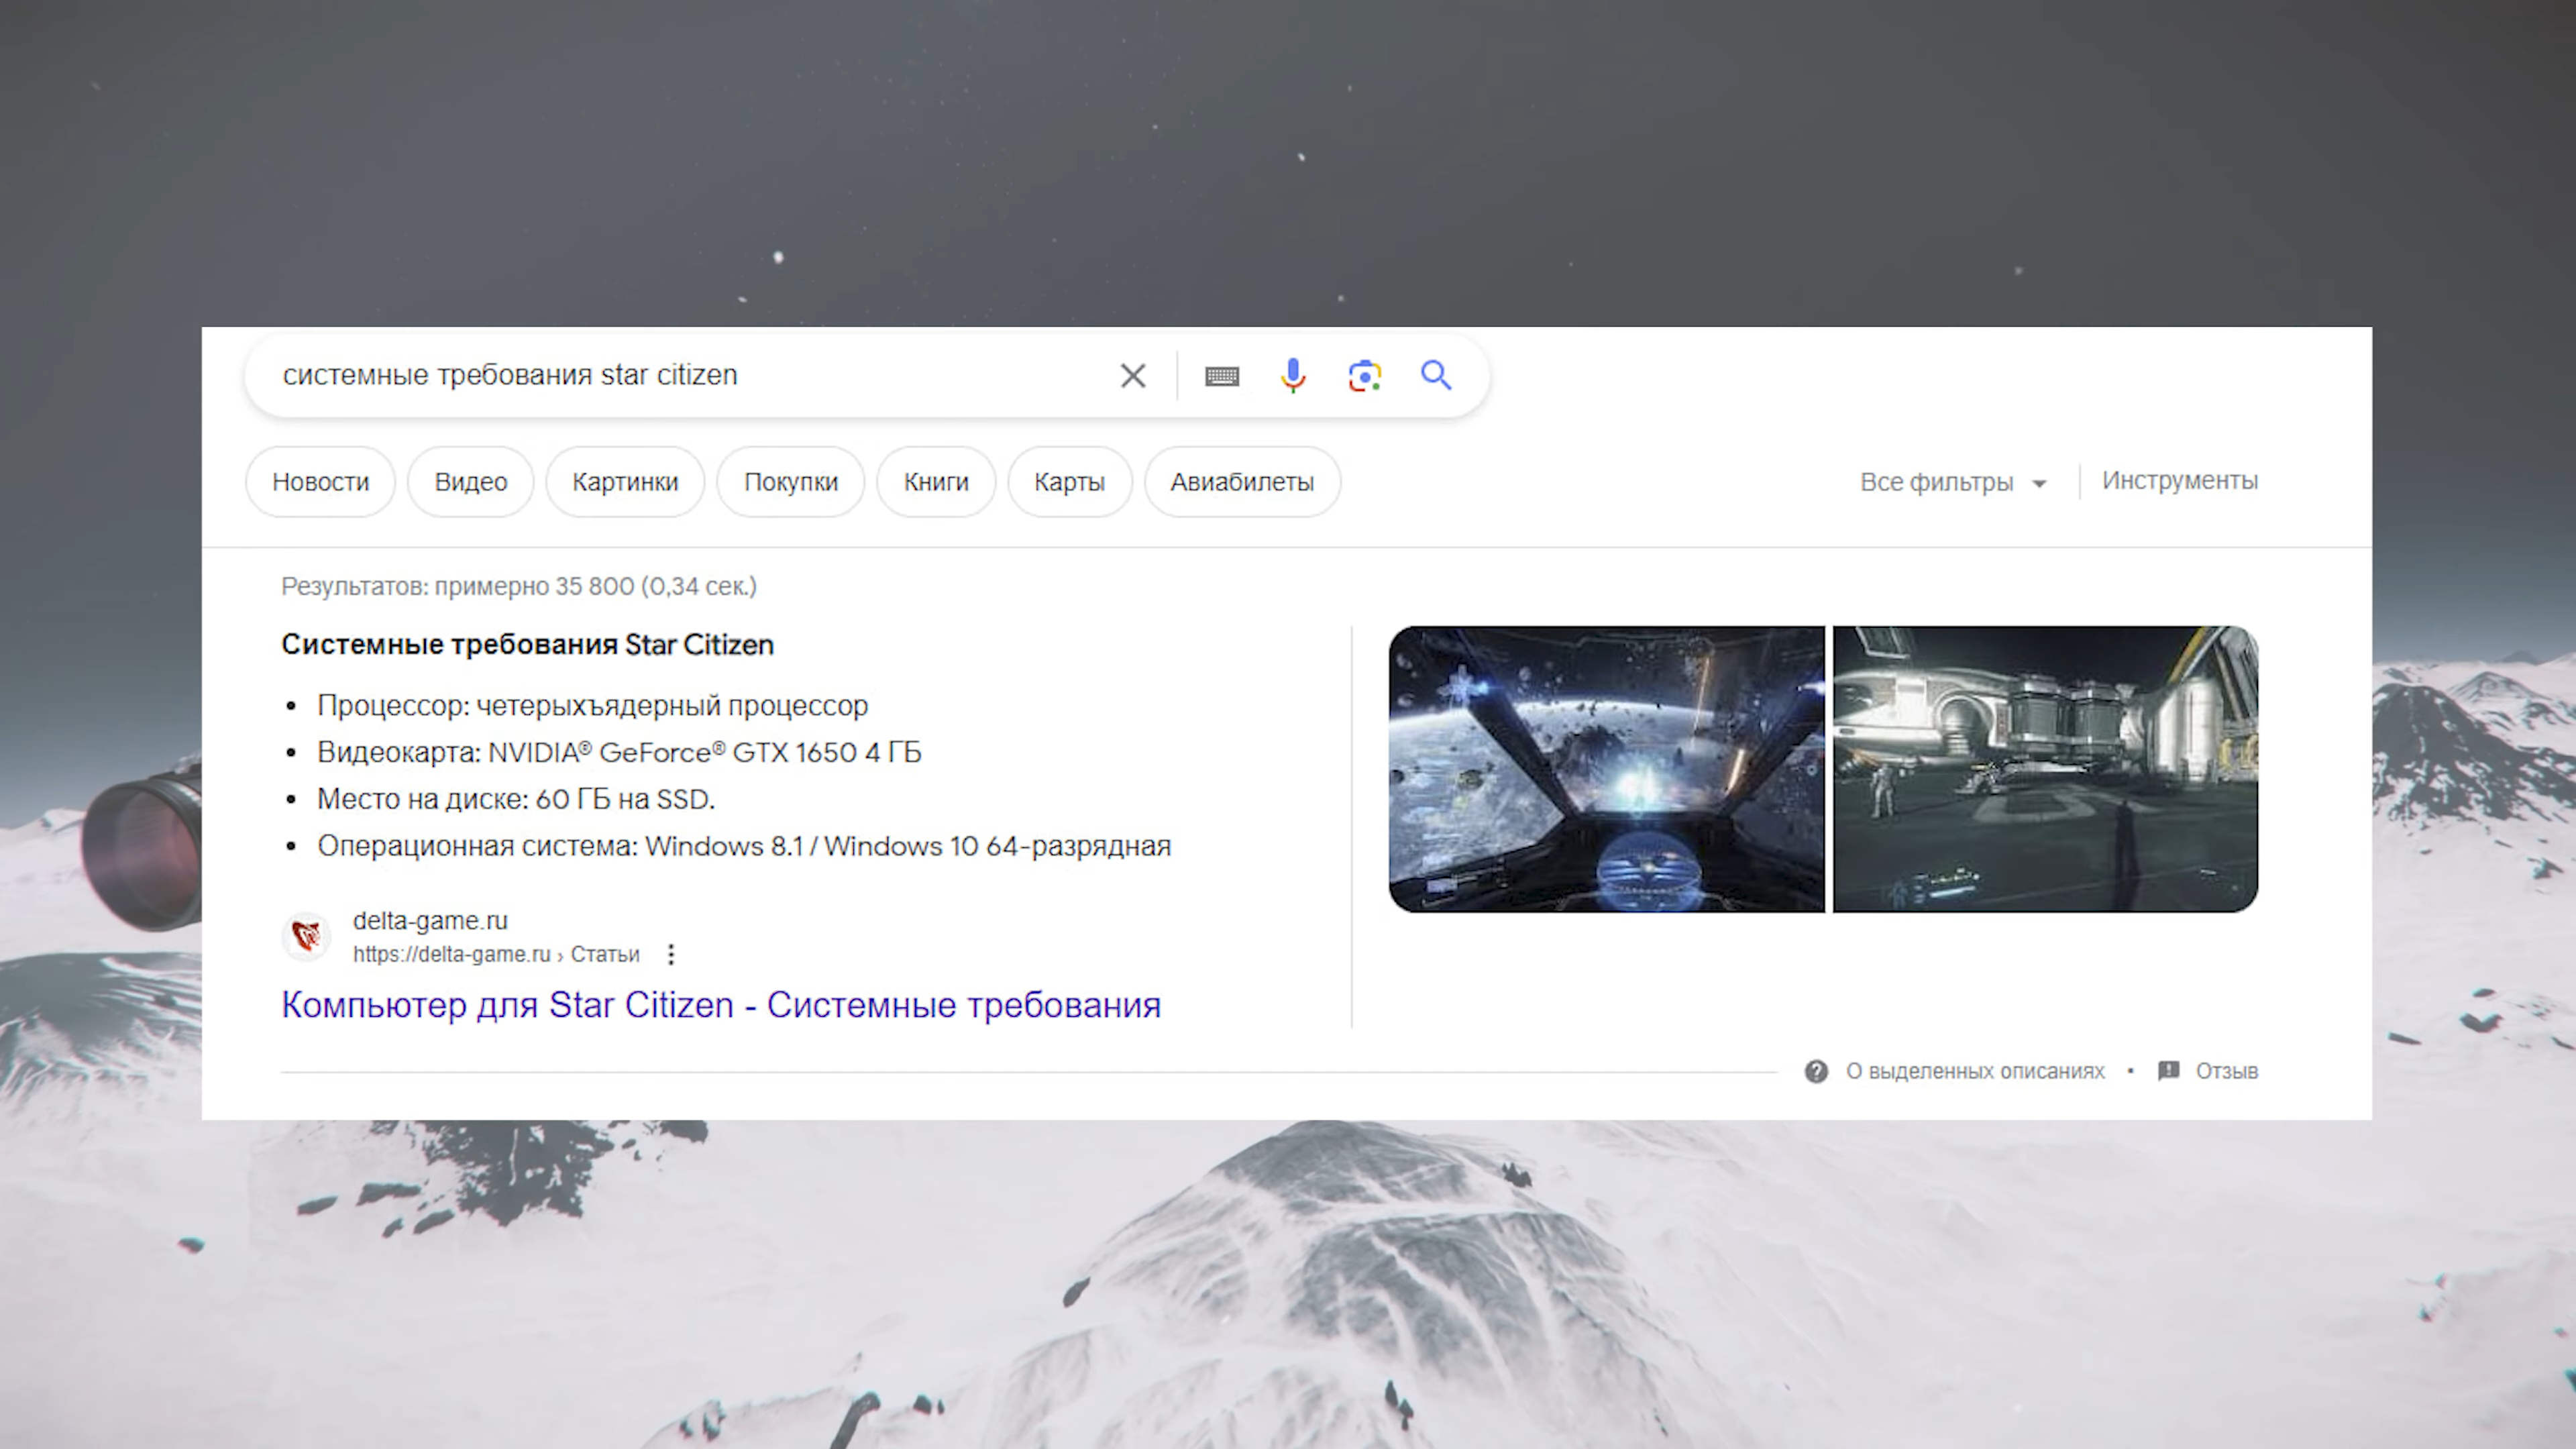 системные требования star citizen
Новости Видео Картинки Покупки Книги Карты Авиабилеты Все фильтры Инструменты
Результатов: примерно 35 800 (0,34 сек.)
Системные требования Star Citizen
• Процессор: четерыхъядерный процессор
• Видеокарта: NVIDIA® GeForce® GTX 1650 4 ГБ
• Место на диске: 60 ГБ на SSD.
• Операционная система: Windows 8.1 / Windows 10 64-разрядная
delta-game.ru
https://delta-game.ru › Статьи
Компьютер для Star Citizen - Системные требования
О выделенных описаниях • Отзыв